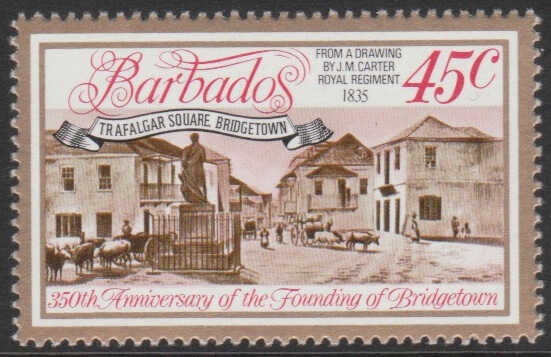 Barbados
FROM A DRAWING
BY J.M. CARTER
ROYAL REGIMENT
1835
45c
TRAFALGAR SQUARE, BRIDGETOWN
350th Anniversary of the Founding of Bridgetown